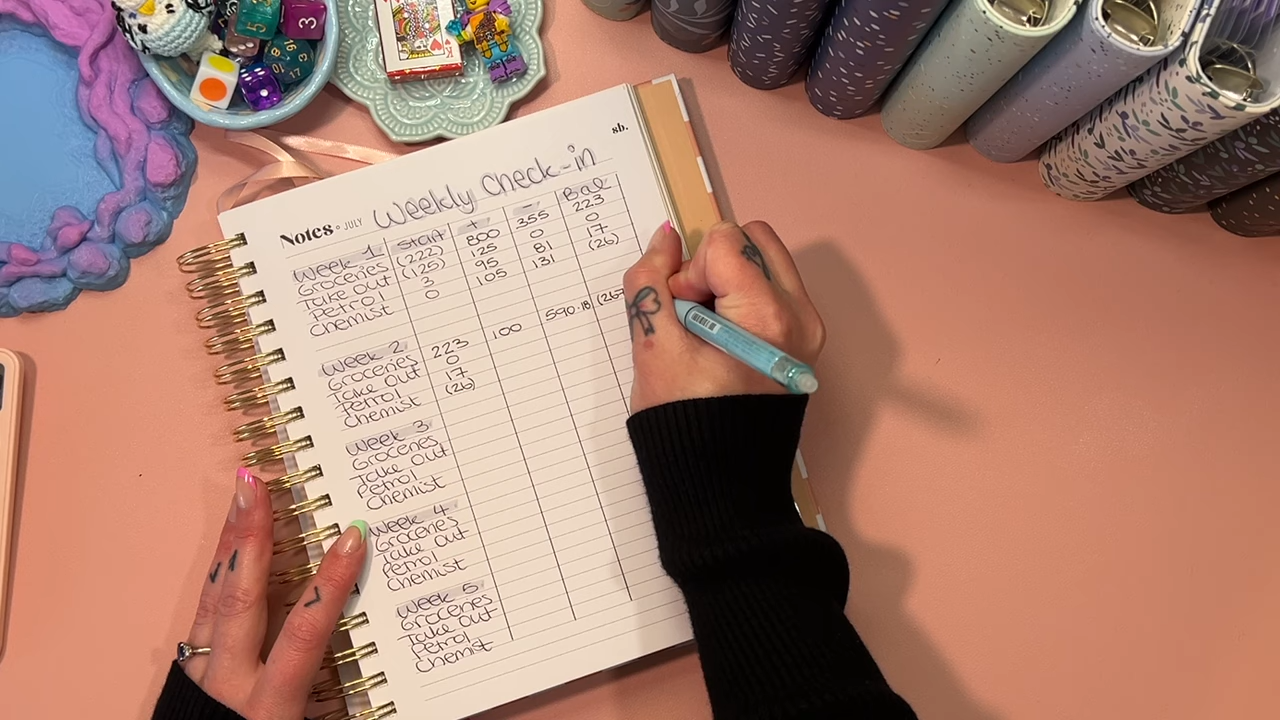 sb.
Notes ◦ JULY Weekly Check-in
Week 1 Start + - Bal
Groceries (222) 800 355 223
Take Out (125) 125 0 0
Petrol 3 95 81 17
Chemist 0 105 131 (26)
Week 2
Groceries 223 100 590.18 (267
Take Out 0
Petrol 17
Chemist (26)
Week 3
Groceries
Take Out
Petrol
Chemist
Week 4
Groceries
Take Out
Petrol
Chemist
Week 5
Groceries
Take Out
Petrol
Chemist
5
3